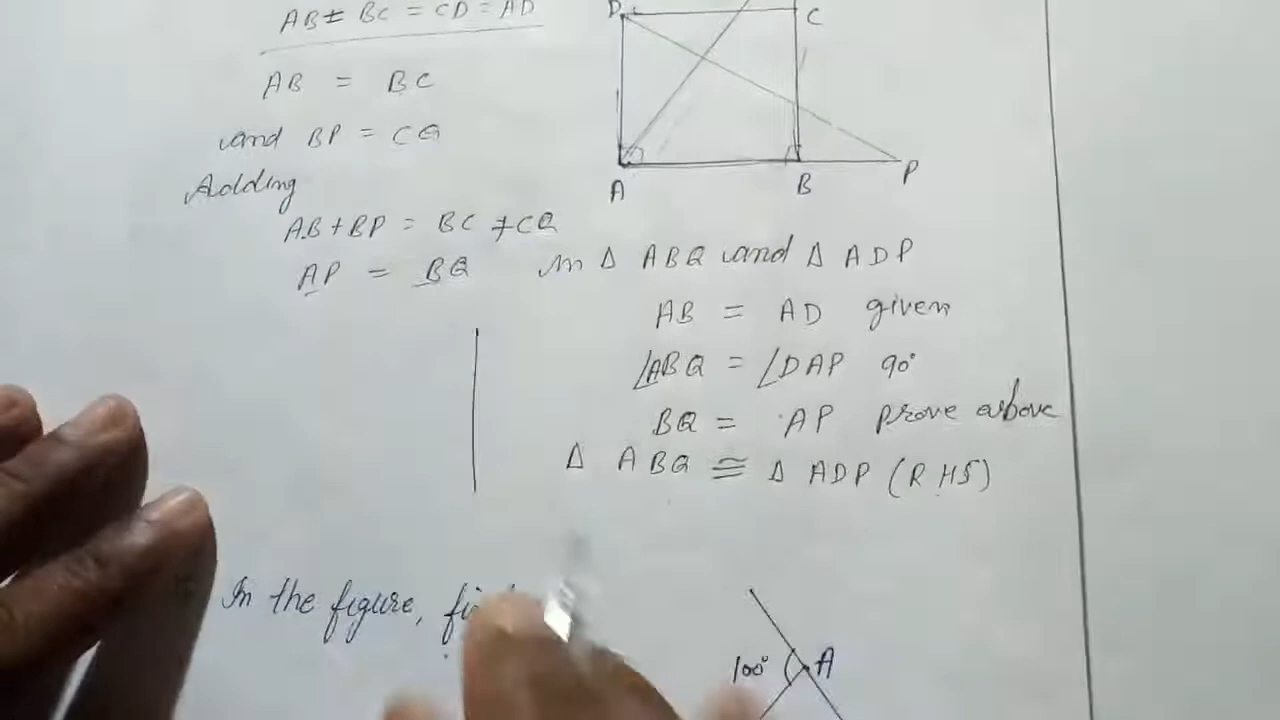 AB = BC = CD = AD
AB = BC
and BP = CQ
Adding
AB + BP = BC + CQ
AP = BQ
D
C
A
B
P
In Δ ABQ and Δ ADP
AB = AD given
∠ABQ = ∠DAP 90°
BQ = AP prove above
Δ ABQ ≅ Δ ADP (RHS)
In the figure,
100°
A